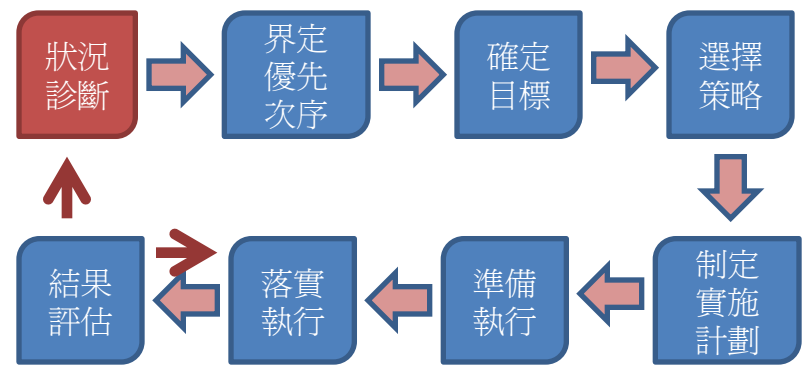 狀況
診斷
界定
優先
次序
確定
目標
選擇
策略
制定
實施
計劃
準備
執行
落實
執行
結果
評估